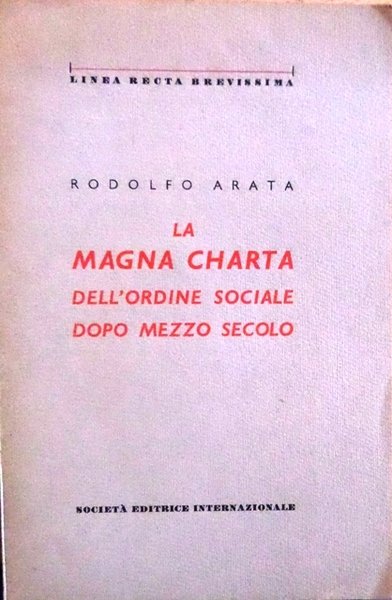 LINEA RECTA BREVISSIMA
RODOLFO ARATA
LA
MAGNA CHARTA
DELL'ORDINE SOCIALE
DOPO MEZZO SECOLO
SOCIETÀ EDITRICE INTERNAZIONALE